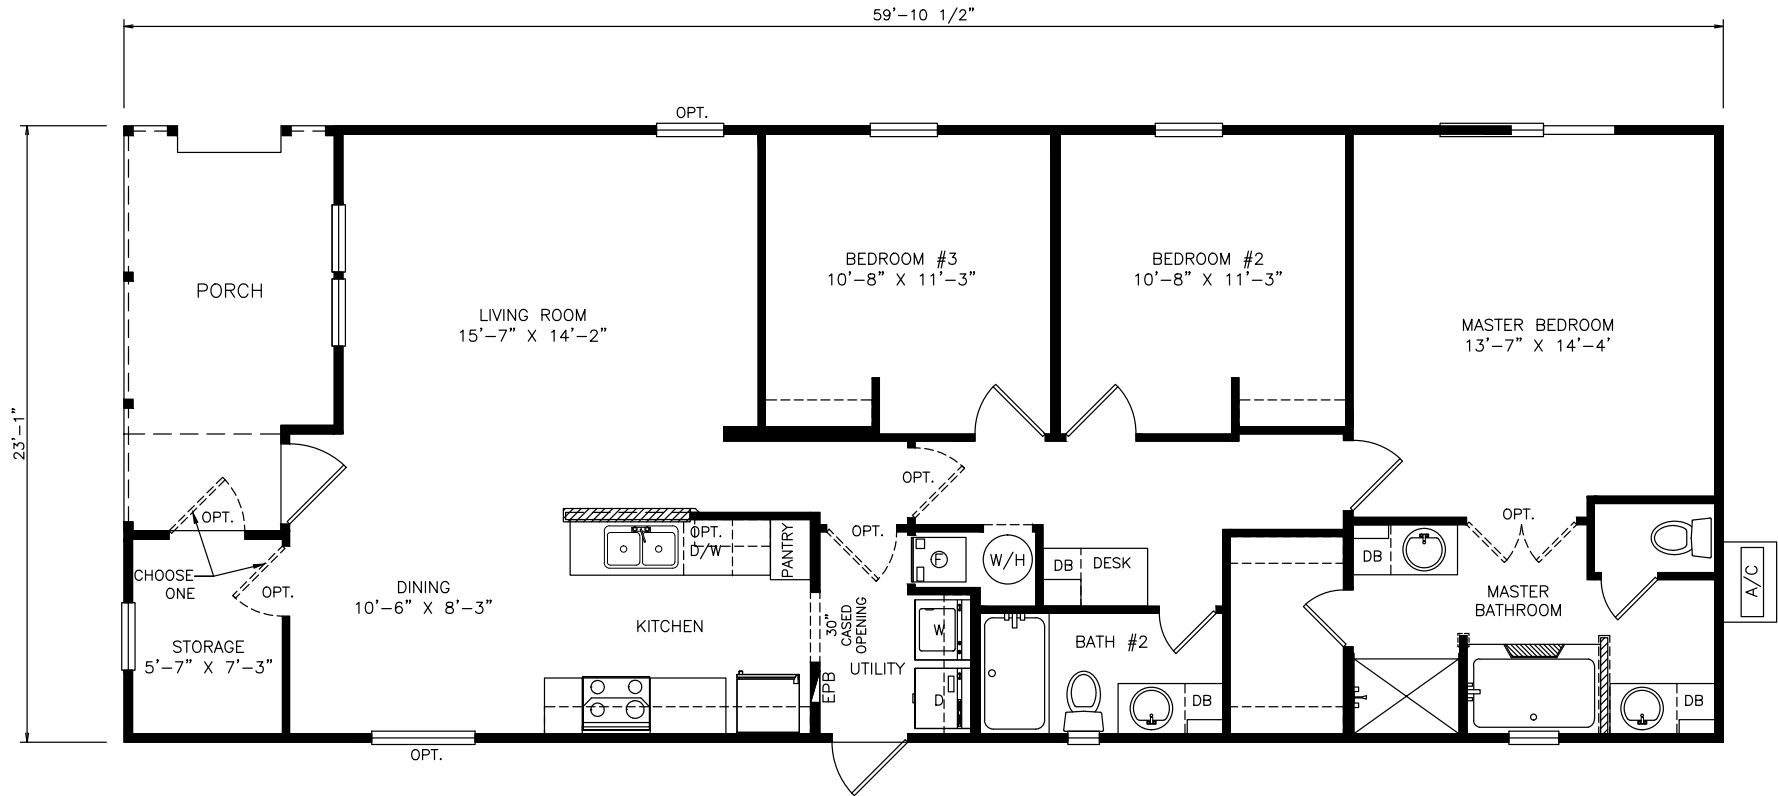 59'-10 1/2"
23'-1"
OPT.
PORCH
LIVING ROOM
15'-7" X 14'-2"
BEDROOM #3
10'-8" X 11'-3"
BEDROOM #2
10'-8" X 11'-3"
MASTER BEDROOM
13'-7" X 14'-4'
OPT.
OPT.
CHOOSE
ONE
OPT.
STORAGE
5'-7" X 7'-3"
DINING
10'-6" X 8'-3"
OPT.
OPT.
D/W
PANTRY
KITCHEN
30"
CASED
OPENING
EPB
OPT.
UTILITY
F
W/H
W
D
DB
DESK
BATH #2
DB
OPT.
DB
MASTER
BATHROOM
DB
A/C